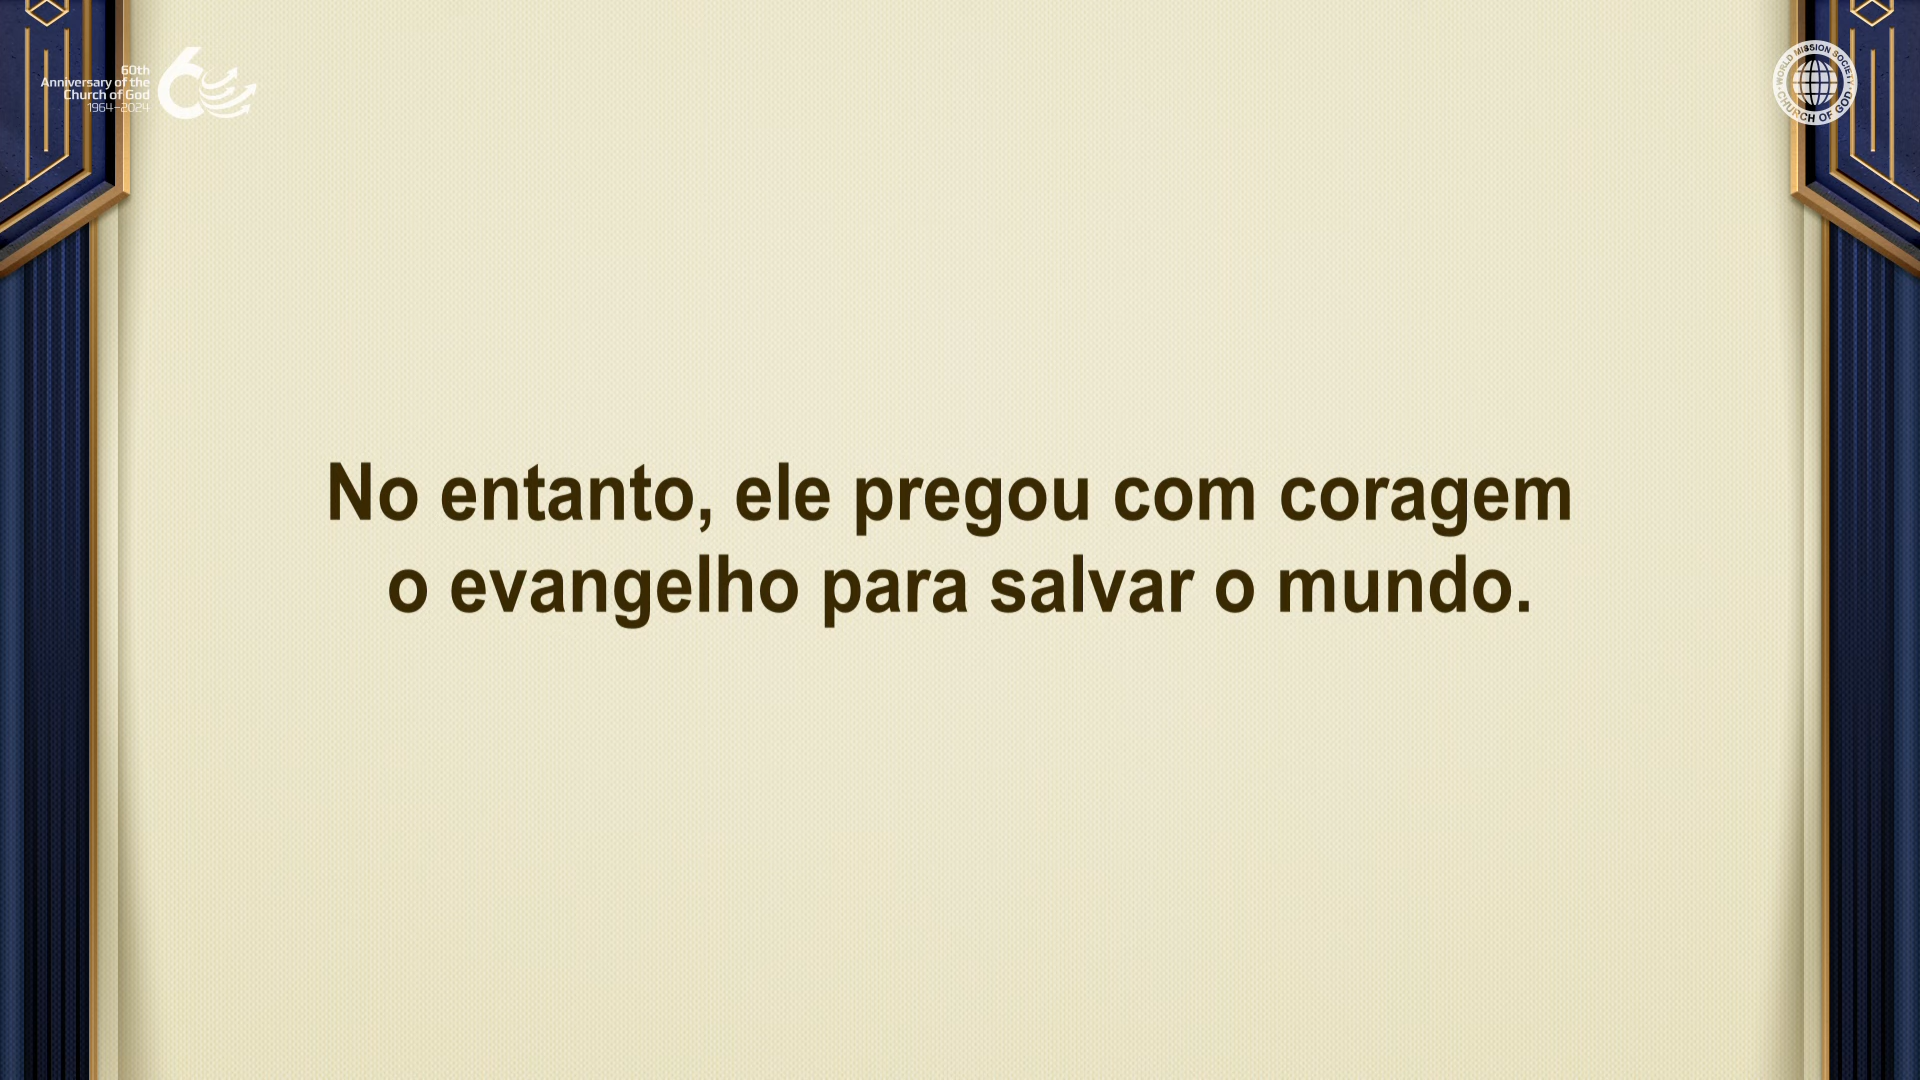 60th
Anniversary of the
Church of God
1964–2024
WORLD MISSION SOCIETY
CHURCH OF GOD
No entanto, ele pregou com coragem
o evangelho para salvar o mundo.